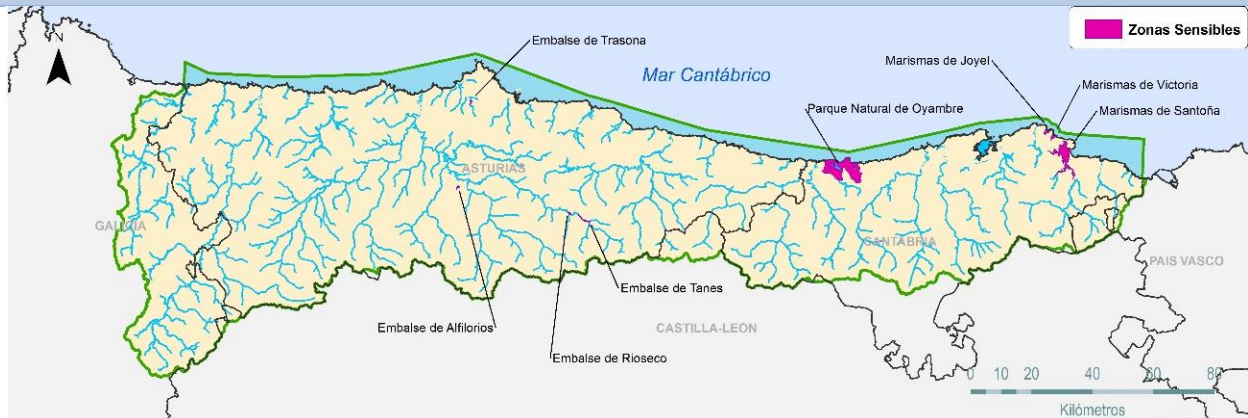 Zonas Sensibles
N
Embalse de Trasona
Mar Cantábrico
Marismas de Joyel
Marismas de Victoria
Parque Natural de Oyambre
Marismas de Santoña
ASTURIAS
GALICIA
CANTABRIA
PAIS VASCO
Embalse de Tanes
Embalse de Alfilorios
CASTILLA-LEON
Embalse de Rioseco
0 10 20 40 60 80
Kilómetros